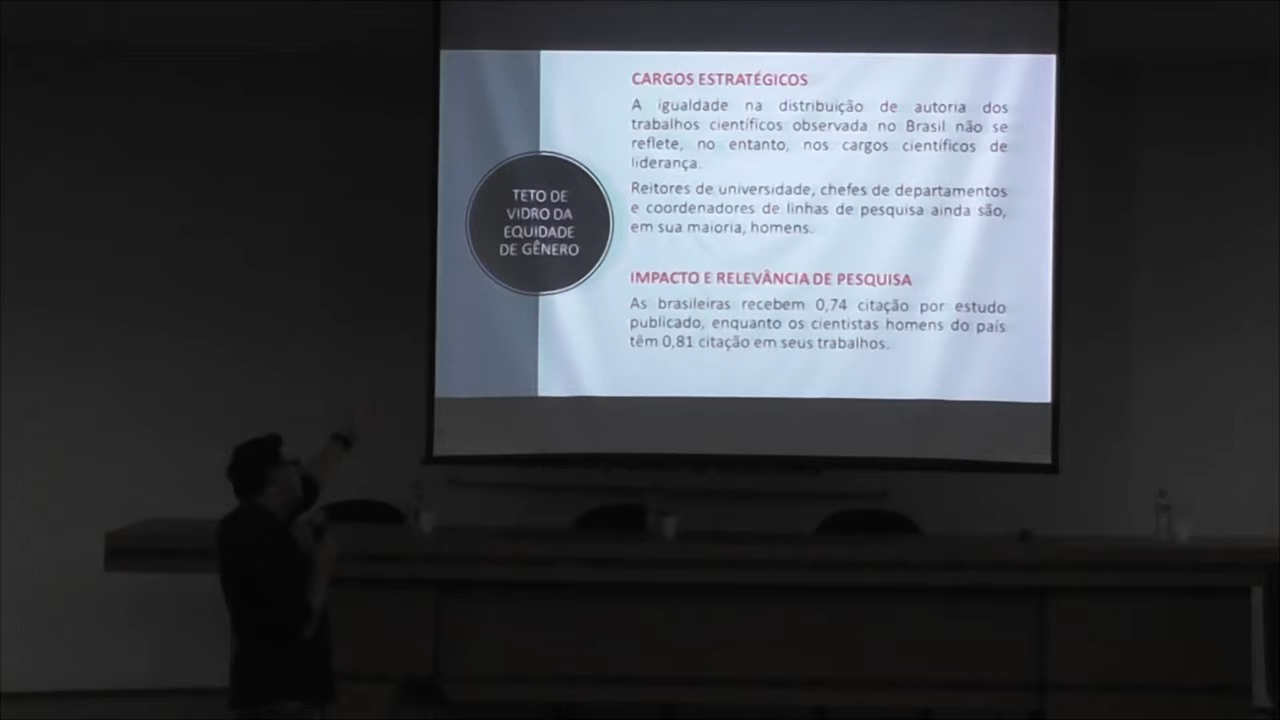 TETO DE
VIDRO DA
EQUIDADE
DE GÊNERO
CARGOS ESTRATÉGICOS
A igualdade na distribuição de autoria dos
trabalhos científicos observada no Brasil não se
reflete, no entanto, nos cargos científicos de
liderança.
Reitores de universidade, chefes de departamentos
e coordenadores de linhas de pesquisa ainda são,
em sua maioria, homens.
IMPACTO E RELEVÂNCIA DE PESQUISA
As brasileiras recebem 0,74 citação por estudo
publicado, enquanto os cientistas homens do país
têm 0,81 citação em seus trabalhos.